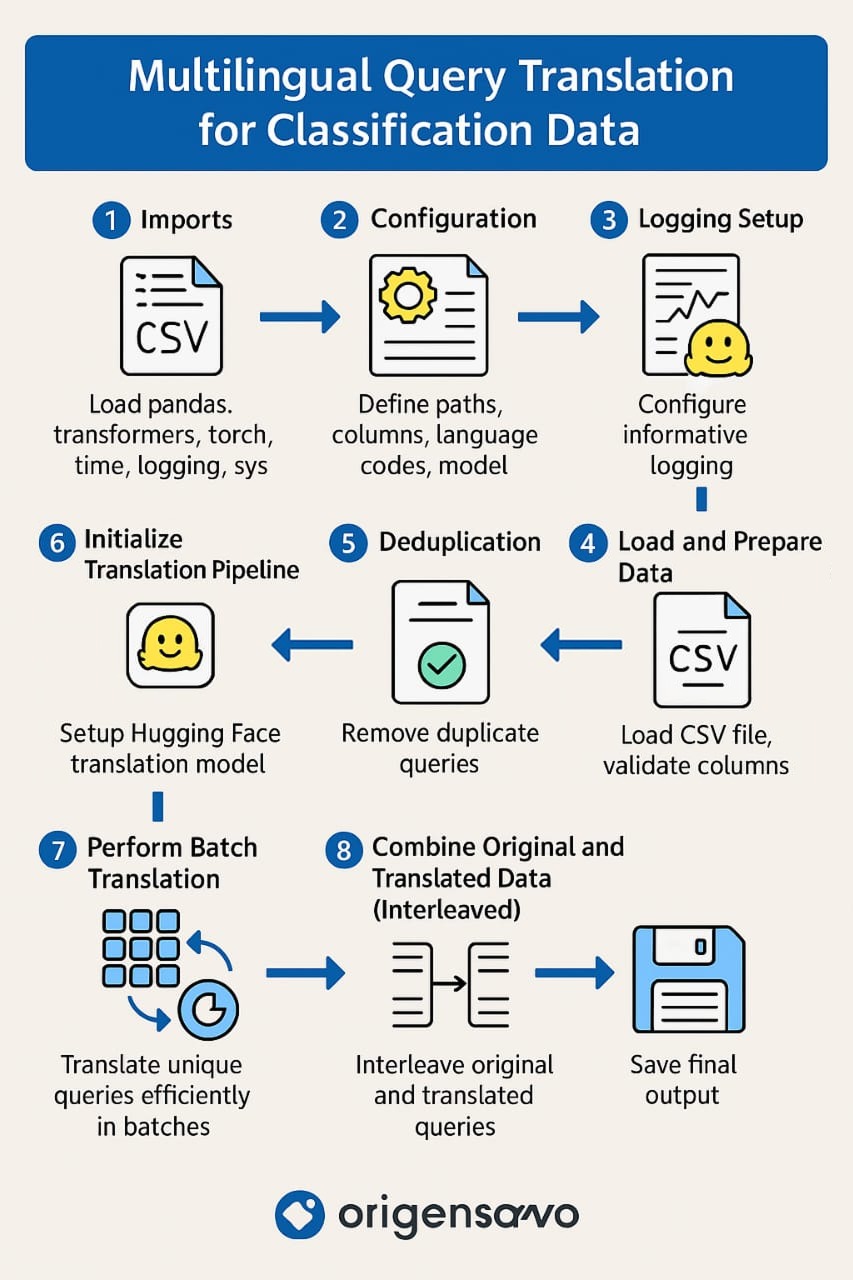 Multilingual Query Translation
for Classification Data
1 Imports
CSV
Load pandas.
transformers, torch,
time, logging, sys
2 Configuration
Define paths,
columns, language
codes, model
3 Logging Setup
Configure
informative
logging
4 Load and Prepare
Data
CSV
Load CSV file,
validate columns
5 Deduplication
Remove duplicate
queries
6 Initialize
Translation Pipeline
Setup Hugging Face
translation model
7 Perform Batch
Translation
Translate unique
queries efficiently
in batches
8 Combine Original and
Translated Data
(Interleaved)
Interleave original
and translated
queries
Save final
output